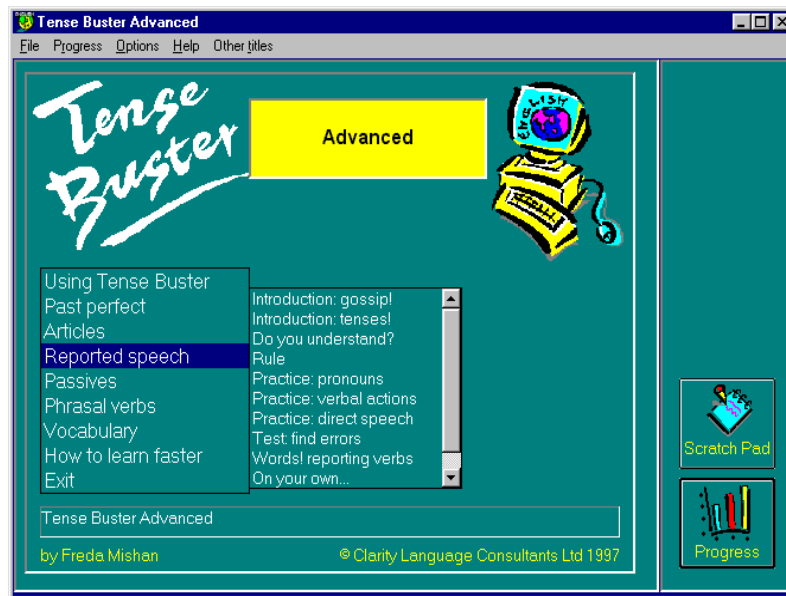 Tense Buster Advanced
File Progress Options Help Other titles
Tense
Buster
Advanced
ENGLISH
Using Tense Buster
Past perfect
Articles
Reported speech
Passives
Phrasal verbs
Vocabulary
How to learn faster
Exit
Introduction: gossip!
Introduction: tenses!
Do you understand?
Rule
Practice: pronouns
Practice: verbal actions
Practice: direct speech
Test: find errors
Words! reporting verbs
On your own...
Scratch Pad
Progress
Tense Buster Advanced
by Freda Mishan
© Clarity Language Consultants Ltd 1997